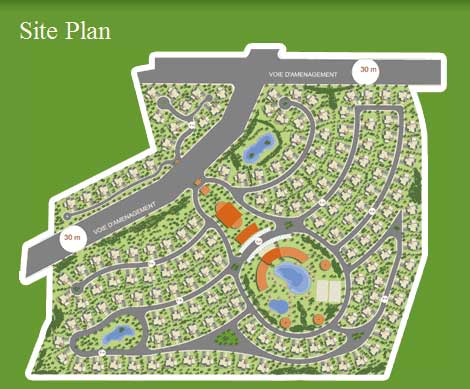 Site Plan
VOIE D'AMENAGEMENT
30 m
VOIE D'AMENAGEMENT
30 m